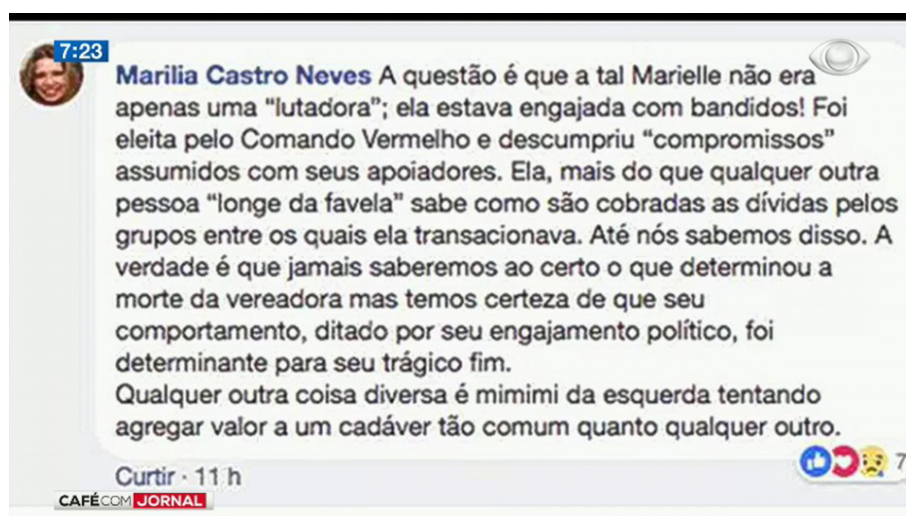 7:23
Marilia Castro Neves A questão é que a tal Marielle não era
apenas uma “lutadora”; ela estava engajada com bandidos! Foi
eleita pelo Comando Vermelho e descumpriu “compromissos”
assumidos com seus apoiadores. Ela, mais do que qualquer outra
pessoa “longe da favela” sabe como são cobradas as dívidas pelos
grupos entre os quais ela transacionava. Até nós sabemos disso. A
verdade é que jamais saberemos ao certo o que determinou a
morte da vereadora mas temos certeza de que seu
comportamento, ditado por seu engajamento político, foi
determinante para seu trágico fim.
Qualquer outra coisa diversa é mimimi da esquerda tentando
agregar valor a um cadáver tão comum quanto qualquer outro.
7
Curtir · 11 h
CAFÉCOM JORNAL